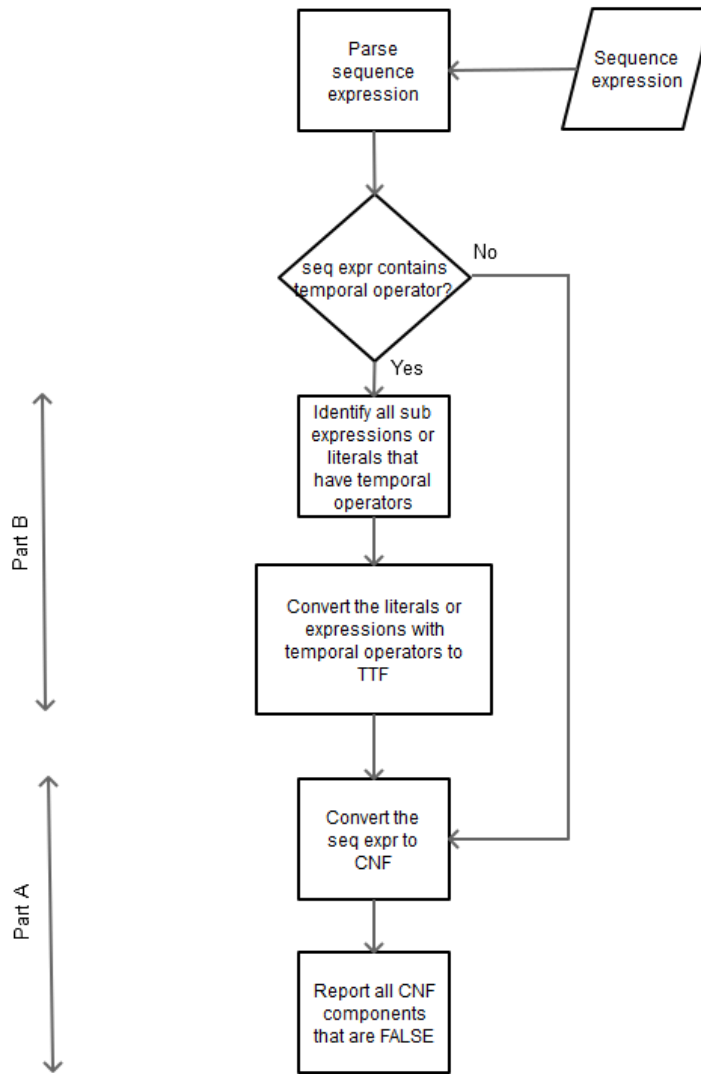 Parse
sequence
expression
Sequence
expression
seq expr contains
temporal operator?
No
Yes
Identify all sub
expressions or
literals that
have temporal
operators
Part B
Convert the literals or
expressions with
temporal operators to
TTF
Convert the
seq expr to
CNF
Part A
Report all CNF
components
that are FALSE